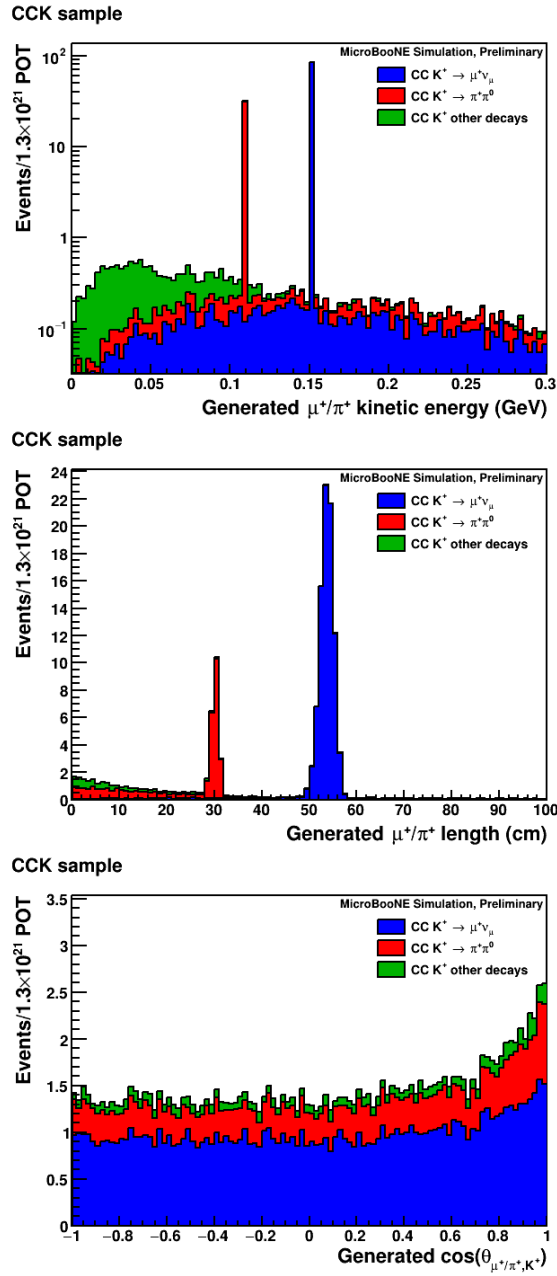 CCK sample
MicroBooNE Simulation, Preliminary
CC K⁺ → μ⁺ν_μ
CC K⁺ → π⁺π⁰
CC K⁺ other decays
Events/1.3×10²¹ POT
10²
10
1
10⁻¹
0 0.05 0.1 0.15 0.2 0.25 0.3
Generated μ⁺/π⁺ kinetic energy (GeV)
CCK sample
MicroBooNE Simulation, Preliminary
CC K⁺ → μ⁺ν_μ
CC K⁺ → π⁺π⁰
CC K⁺ other decays
Events/1.3×10²¹ POT
24
22
20
18
16
14
12
10
8
6
4
2
0
0 10 20 30 40 50 60 70 80 90 100
Generated μ⁺/π⁺ length (cm)
CCK sample
MicroBooNE Simulation, Preliminary
CC K⁺ → μ⁺ν_μ
CC K⁺ → π⁺π⁰
CC K⁺ other decays
Events/1.3×10²¹ POT
3.5
3
2.5
2
1.5
1
0.5
0
−1 −0.8 −0.6 −0.4 −0.2 0 0.2 0.4 0.6 0.8 1
Generated cos(θ_μ⁺/π⁺,K⁺)